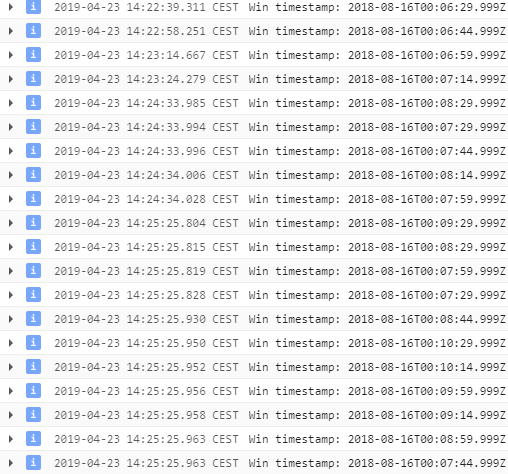 2019-04-23 14:22:39.311 CEST Win timestamp: 2018-08-16T00:06:29.999Z
2019-04-23 14:22:58.251 CEST Win timestamp: 2018-08-16T00:06:44.999Z
2019-04-23 14:23:14.667 CEST Win timestamp: 2018-08-16T00:06:59.999Z
2019-04-23 14:23:24.279 CEST Win timestamp: 2018-08-16T00:07:14.999Z
2019-04-23 14:24:33.985 CEST Win timestamp: 2018-08-16T00:08:29.999Z
2019-04-23 14:24:33.994 CEST Win timestamp: 2018-08-16T00:07:29.999Z
2019-04-23 14:24:33.996 CEST Win timestamp: 2018-08-16T00:07:44.999Z
2019-04-23 14:24:34.006 CEST Win timestamp: 2018-08-16T00:08:14.999Z
2019-04-23 14:24:34.028 CEST Win timestamp: 2018-08-16T00:07:59.999Z
2019-04-23 14:25:25.804 CEST Win timestamp: 2018-08-16T00:09:29.999Z
2019-04-23 14:25:25.815 CEST Win timestamp: 2018-08-16T00:08:29.999Z
2019-04-23 14:25:25.819 CEST Win timestamp: 2018-08-16T00:07:59.999Z
2019-04-23 14:25:25.828 CEST Win timestamp: 2018-08-16T00:07:29.999Z
2019-04-23 14:25:25.930 CEST Win timestamp: 2018-08-16T00:08:44.999Z
2019-04-23 14:25:25.950 CEST Win timestamp: 2018-08-16T00:10:29.999Z
2019-04-23 14:25:25.952 CEST Win timestamp: 2018-08-16T00:10:14.999Z
2019-04-23 14:25:25.956 CEST Win timestamp: 2018-08-16T00:09:59.999Z
2019-04-23 14:25:25.958 CEST Win timestamp: 2018-08-16T00:09:14.999Z
2019-04-23 14:25:25.963 CEST Win timestamp: 2018-08-16T00:08:59.999Z
2019-04-23 14:25:25.963 CEST Win timestamp: 2018-08-16T00:07:44.999Z